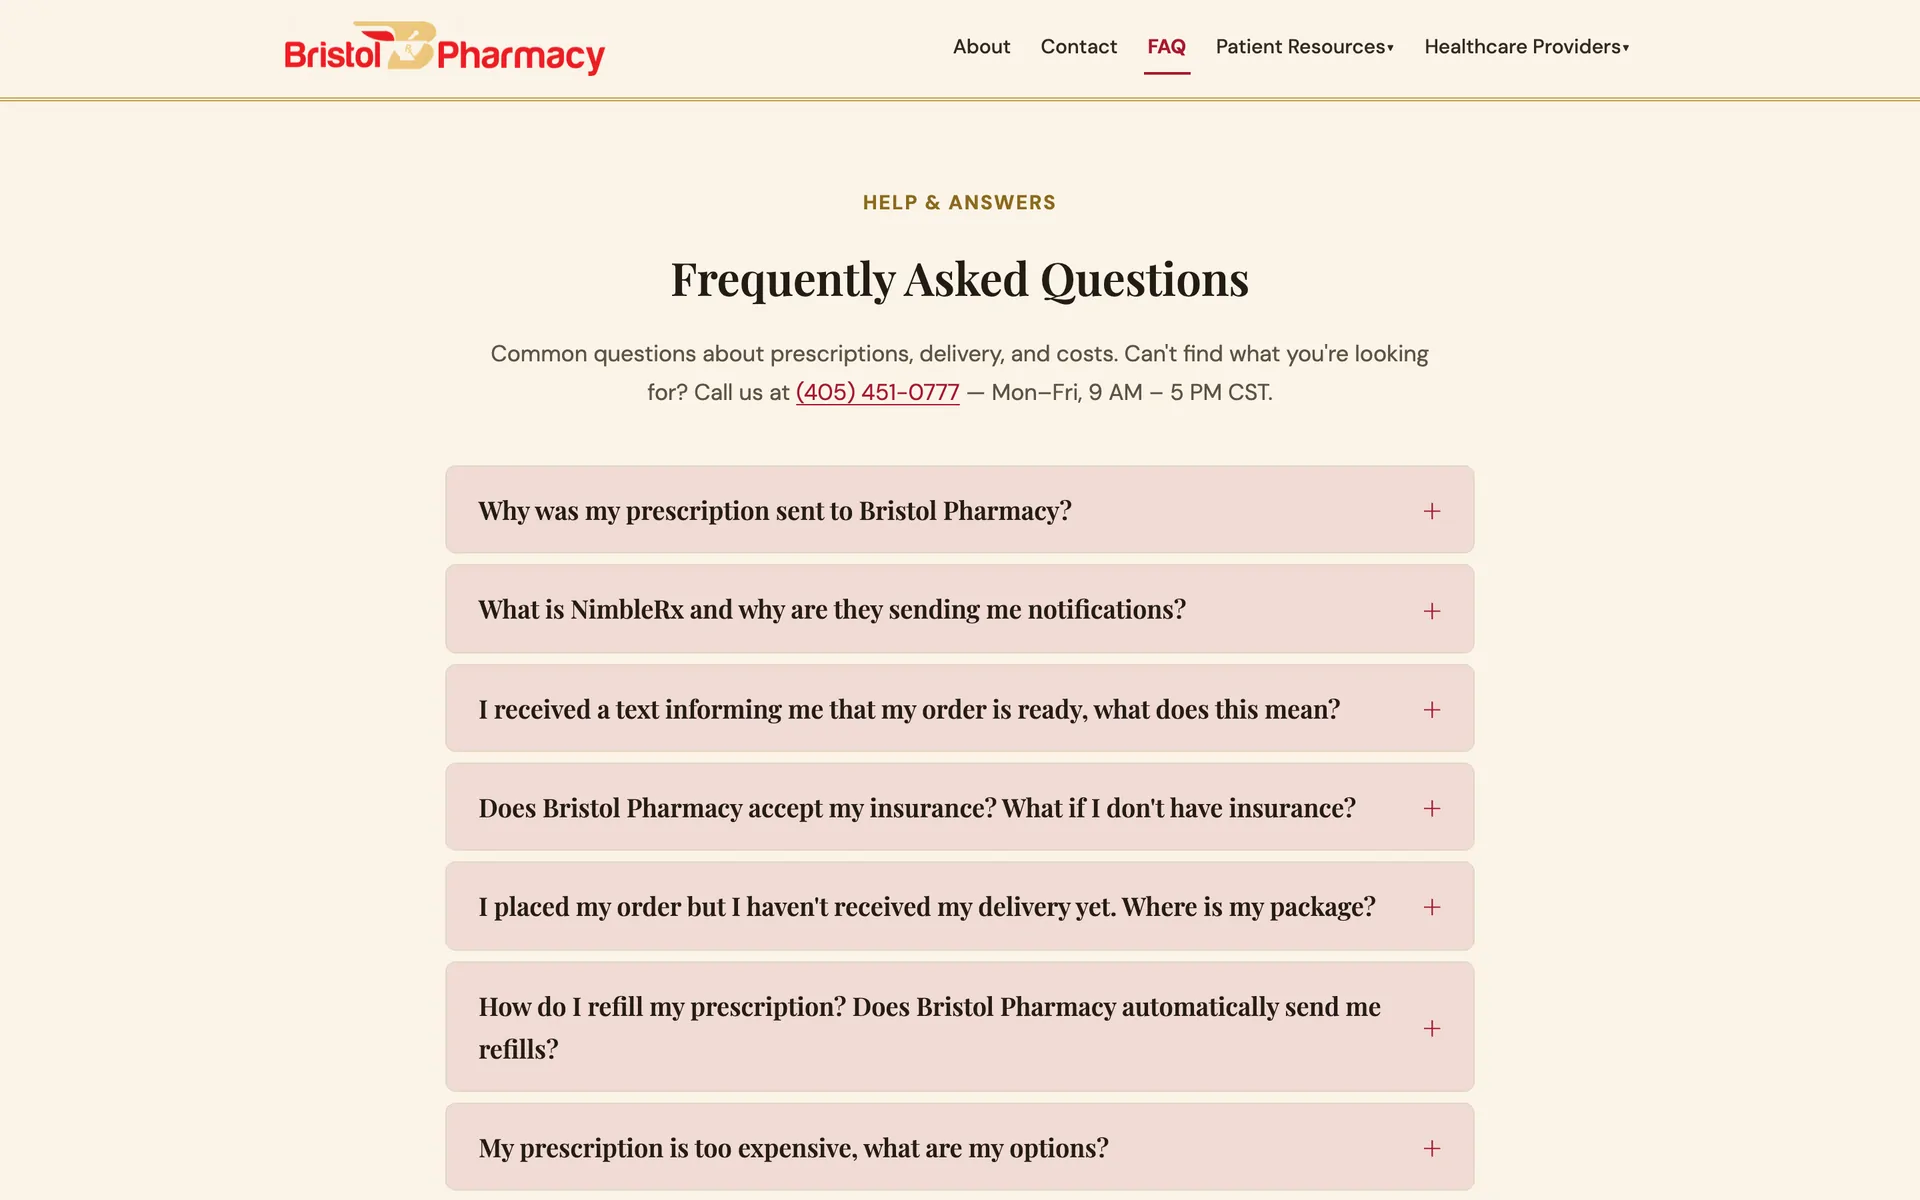 Bristol Pharmacy
About Contact FAQ Patient Resources▾ Healthcare Providers▾
HELP & ANSWERS
Frequently Asked Questions
Common questions about prescriptions, delivery, and costs. Can't find what you're looking
for? Call us at (405) 451-0777 — Mon–Fri, 9 AM – 5 PM CST.
Why was my prescription sent to Bristol Pharmacy? +
What is NimbleRx and why are they sending me notifications? +
I received a text informing me that my order is ready, what does this mean? +
Does Bristol Pharmacy accept my insurance? What if I don't have insurance? +
I placed my order but I haven't received my delivery yet. Where is my package? +
How do I refill my prescription? Does Bristol Pharmacy automatically send me
refills? +
My prescription is too expensive, what are my options? +